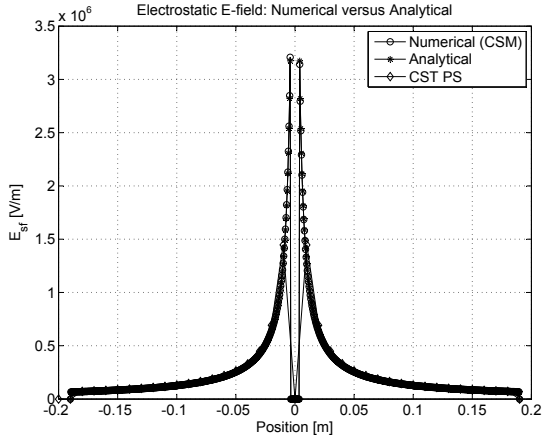 Electrostatic E-field: Numerical versus Analytical
x 10^6
3.5
3
2.5
2
1.5
1
0.5
0
E_sf [V/m]
Numerical (CSM)
Analytical
CST PS
-0.2 -0.15 -0.1 -0.05 0 0.05 0.1 0.15 0.2
Position [m]